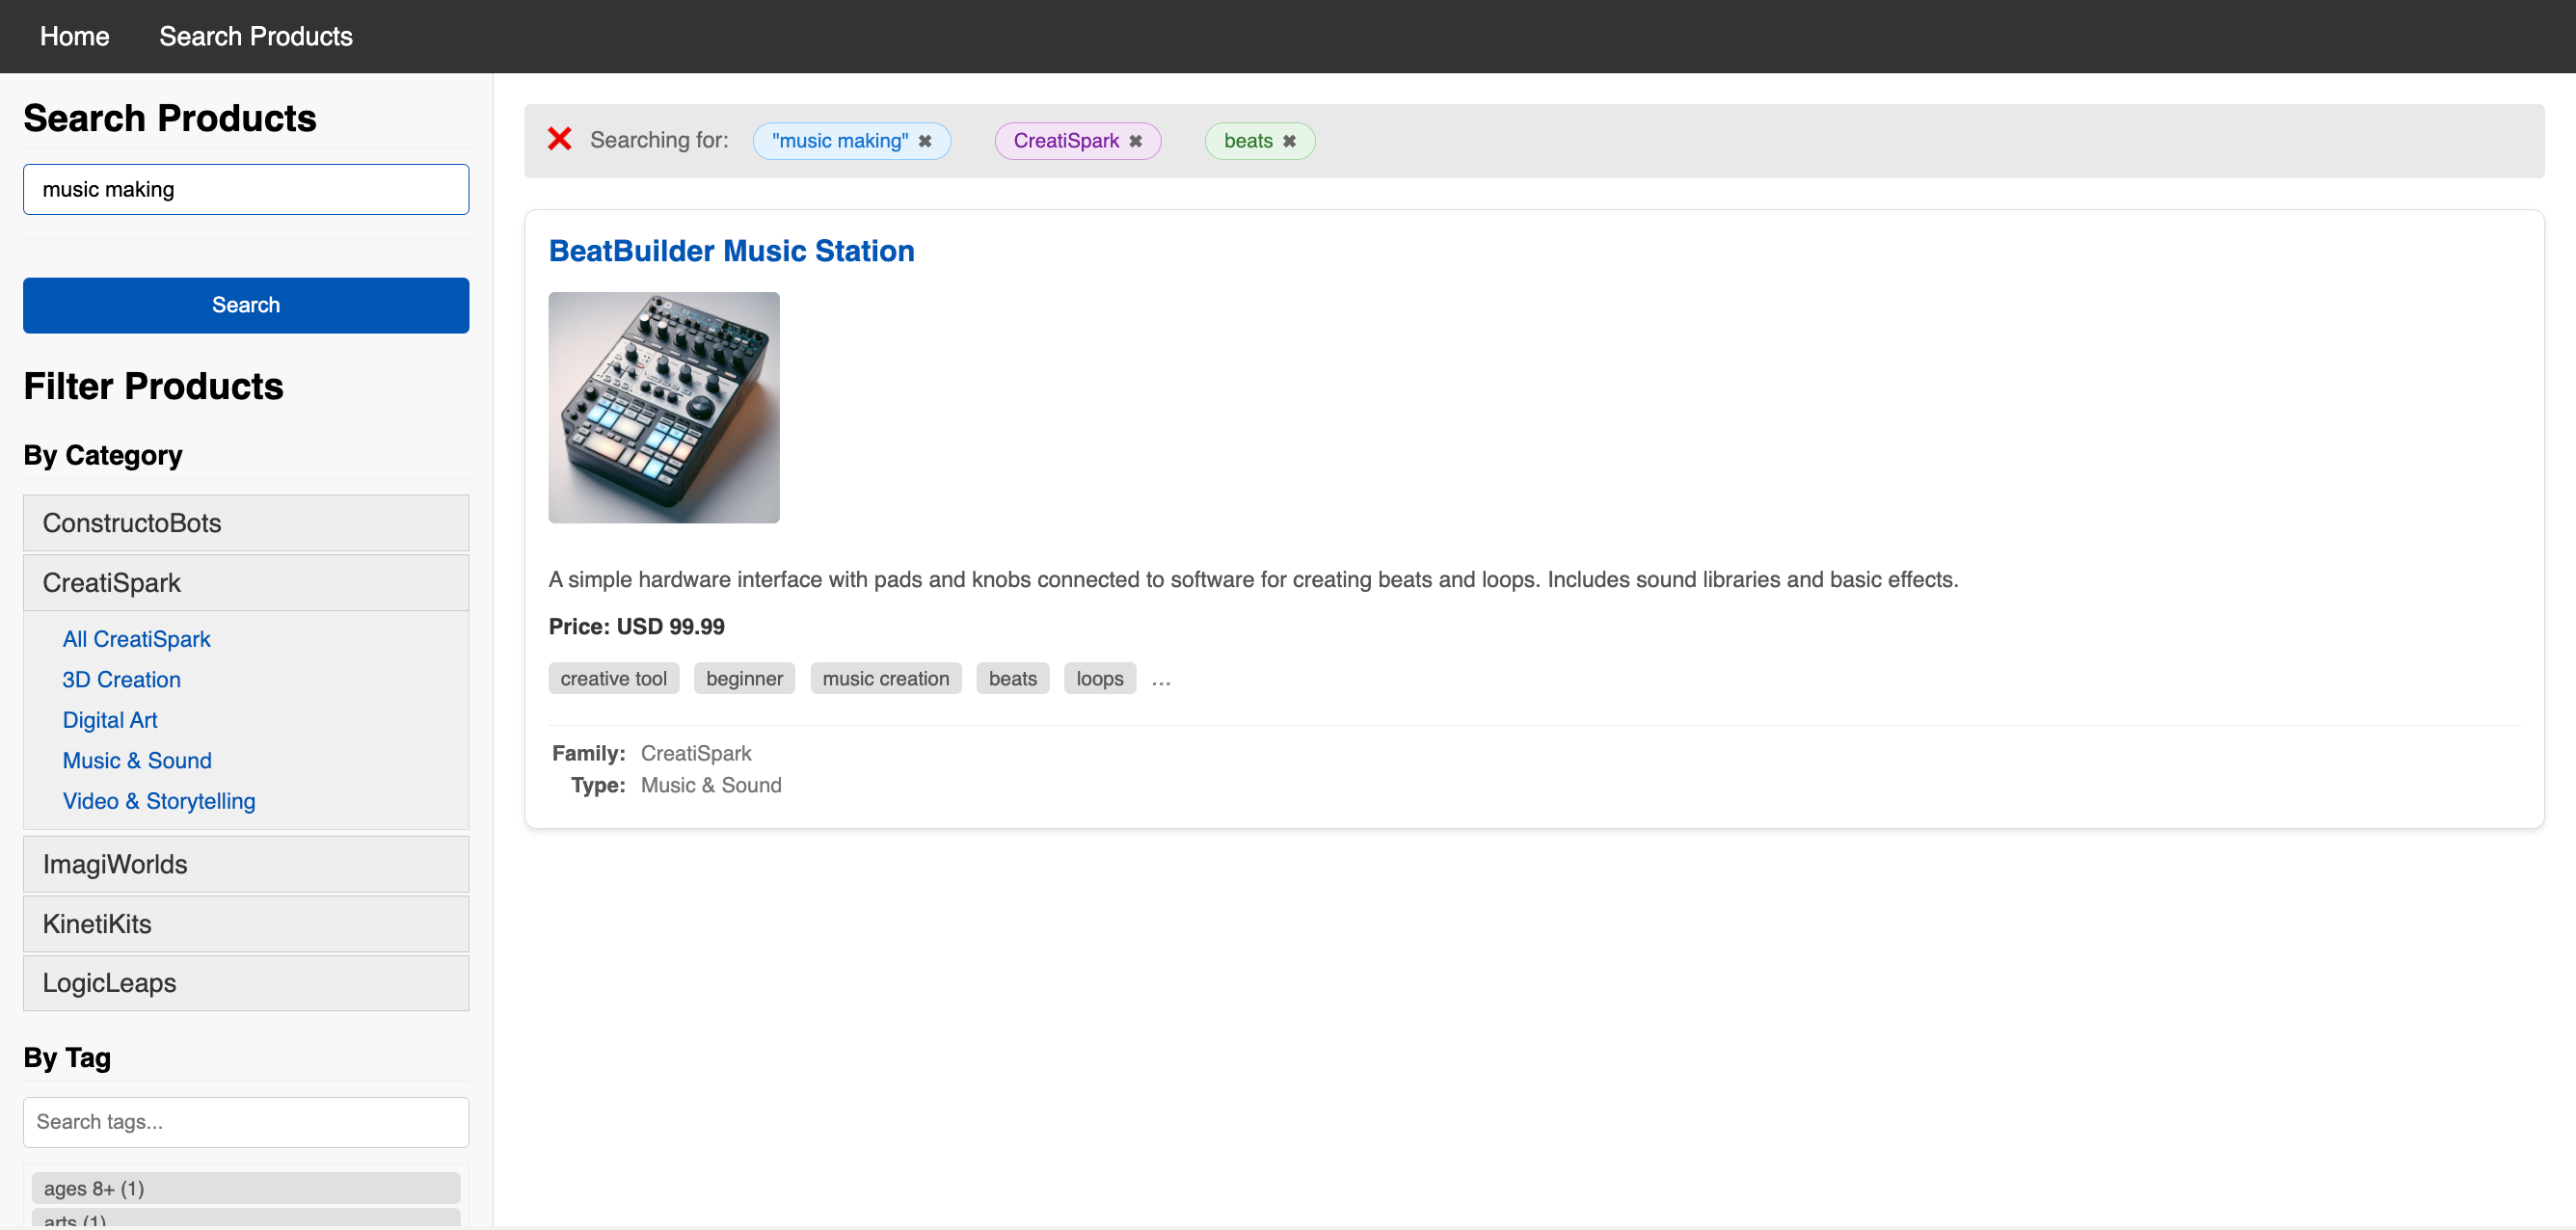 Home Search Products
Search Products
music making
Search
Filter Products
By Category
ConstructoBots
CreatiSpark
All CreatiSpark
3D Creation
Digital Art
Music & Sound
Video & Storytelling
ImagiWorlds
KinetiKits
LogicLeaps
By Tag
Search tags...
ages 8+ (1)
arts (1)
❌ Searching for: "music making" ✖ CreatiSpark ✖ beats ✖
BeatBuilder Music Station
A simple hardware interface with pads and knobs connected to software for creating beats and loops. Includes sound libraries and basic effects.
Price: USD 99.99
creative tool beginner music creation beats loops ...
Family: CreatiSpark
Type: Music & Sound